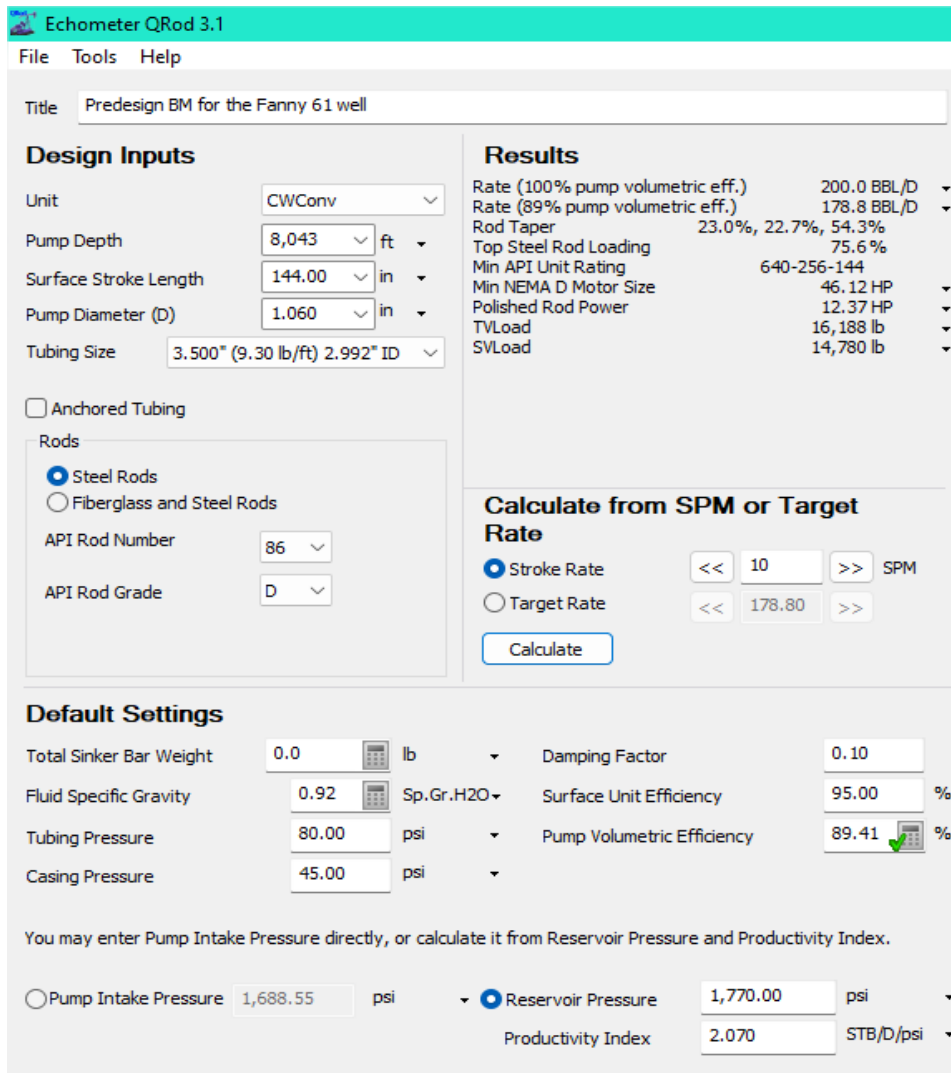 Echometer QRod 3.1
File Tools Help
Title Predesign BM for the Fanny 61 well
Design Inputs
Unit CWConv
Pump Depth 8,043 ft
Surface Stroke Length 144.00 in
Pump Diameter (D) 1.060 in
Tubing Size 3.500" (9.30 lb/ft) 2.992" ID
Anchored Tubing
Rods
Steel Rods
Fiberglass and Steel Rods
API Rod Number 86
API Rod Grade D
Results
Rate (100% pump volumetric eff.) 200.0 BBL/D
Rate (89% pump volumetric eff.) 178.8 BBL/D
Rod Taper 23.0%, 22.7%, 54.3%
Top Steel Rod Loading 75.6%
Min API Unit Rating 640-256-144
Min NEMA D Motor Size 46.12 HP
Polished Rod Power 12.37 HP
TVLoad 16,188 lb
SVLoad 14,780 lb
Calculate from SPM or Target
Rate
Stroke Rate << 10 >> SPM
Target Rate << 178.80 >>
Calculate
Default Settings
Total Sinker Bar Weight 0.0 lb
Fluid Specific Gravity 0.92 Sp.Gr.H2O
Tubing Pressure 80.00 psi
Casing Pressure 45.00 psi
Damping Factor 0.10
Surface Unit Efficiency 95.00 %
Pump Volumetric Efficiency 89.41 %
You may enter Pump Intake Pressure directly, or calculate it from Reservoir Pressure and Productivity Index.
Pump Intake Pressure 1,688.55 psi
Reservoir Pressure 1,770.00 psi
Productivity Index 2.070 STB/D/psi